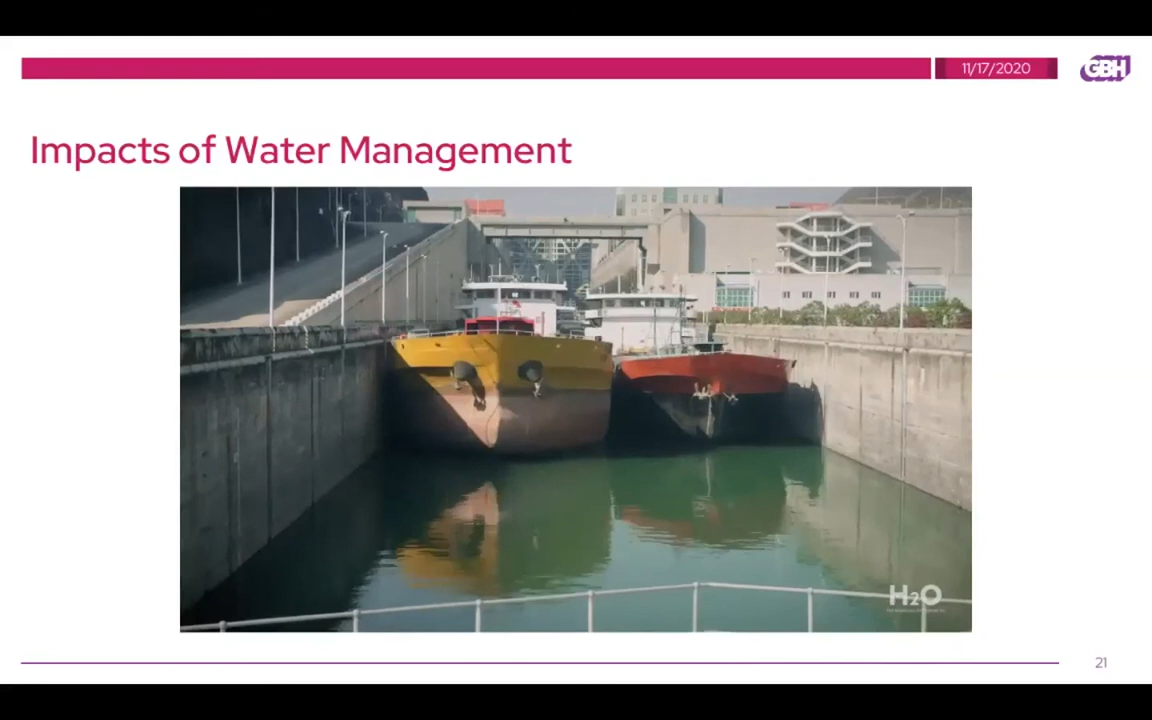 11/17/2020
GBH
Impacts of Water Management
H2O
21